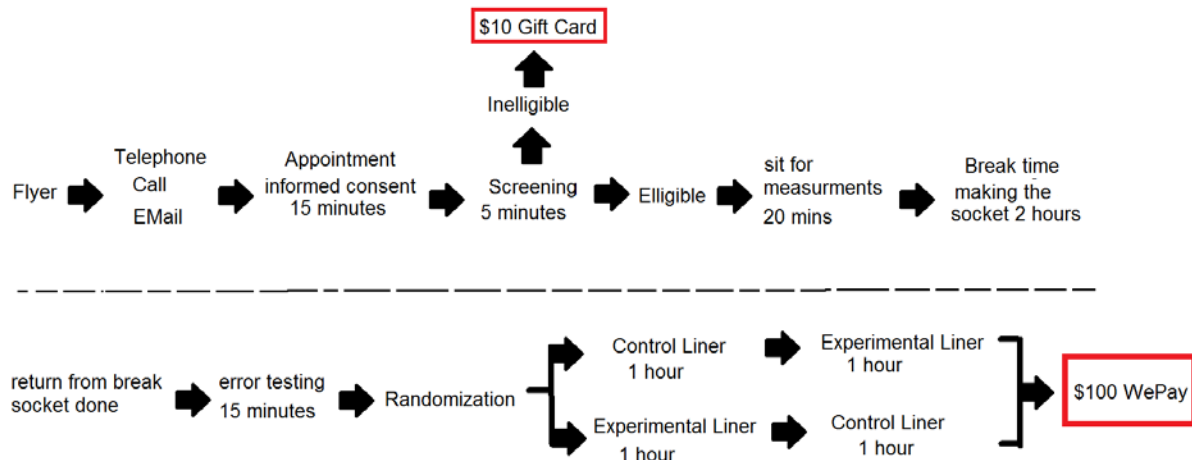 $10 Gift Card
Inelligible
Flyer
Telephone
Call
EMail
Appointment
informed consent
15 minutes
Screening
5 minutes
Elligible
sit for
measurments
20 mins
Break time
making the
socket 2 hours
return from break
socket done
error testing
15 minutes
Randomization
Control Liner
1 hour
Experimental Liner
1 hour
Experimental Liner
1 hour
Control Liner
1 hour
$100 WePay